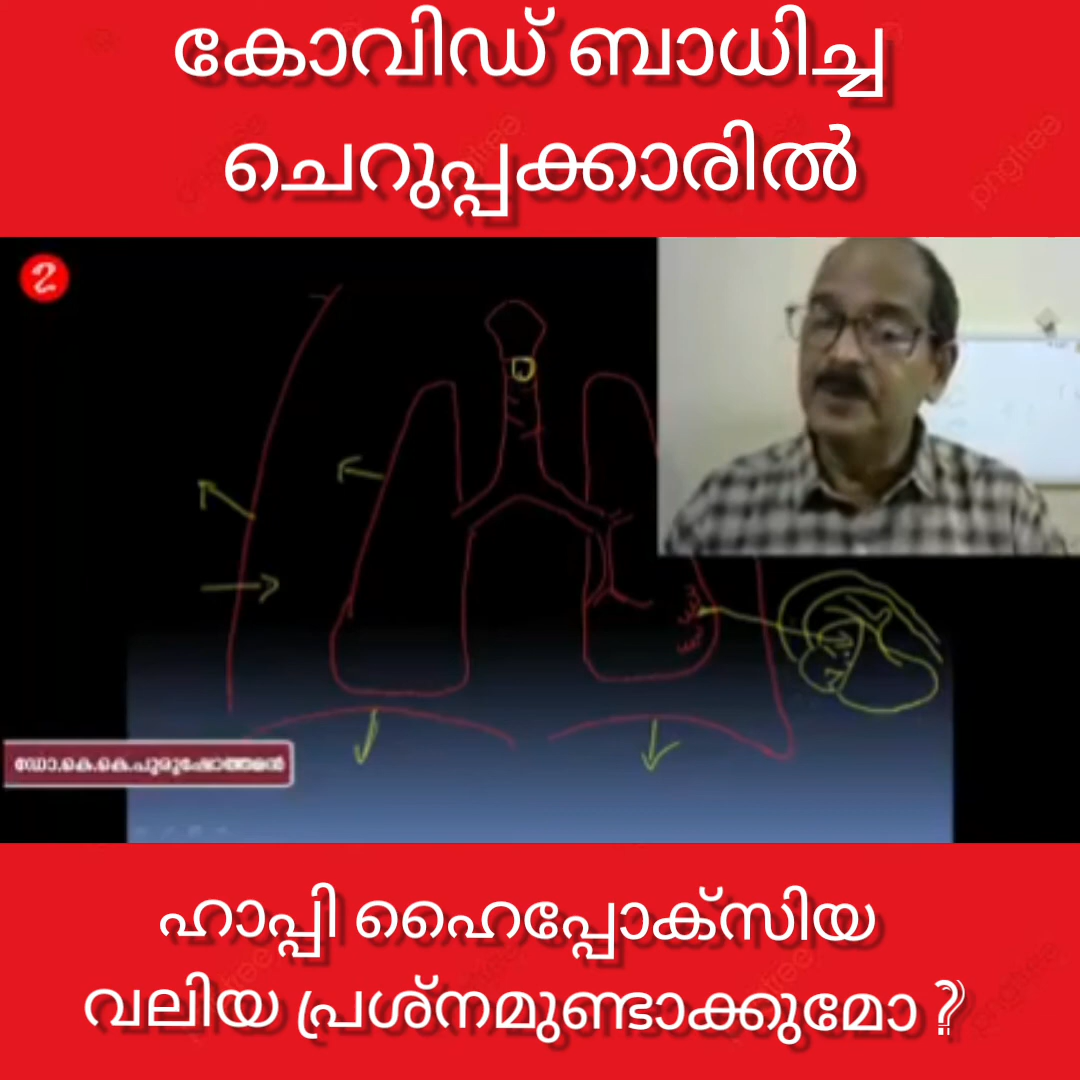 കോവിഡ് ബാധിച്ച
ചെറുപ്പക്കാരിൽ
ഡോ.കെ.കെ.പുരുഷോത്തമൻ
ഹാപ്പി ഹൈപ്പോക്സിയ
വലിയ പ്രശ്നമുണ്ടാക്കുമോ ?